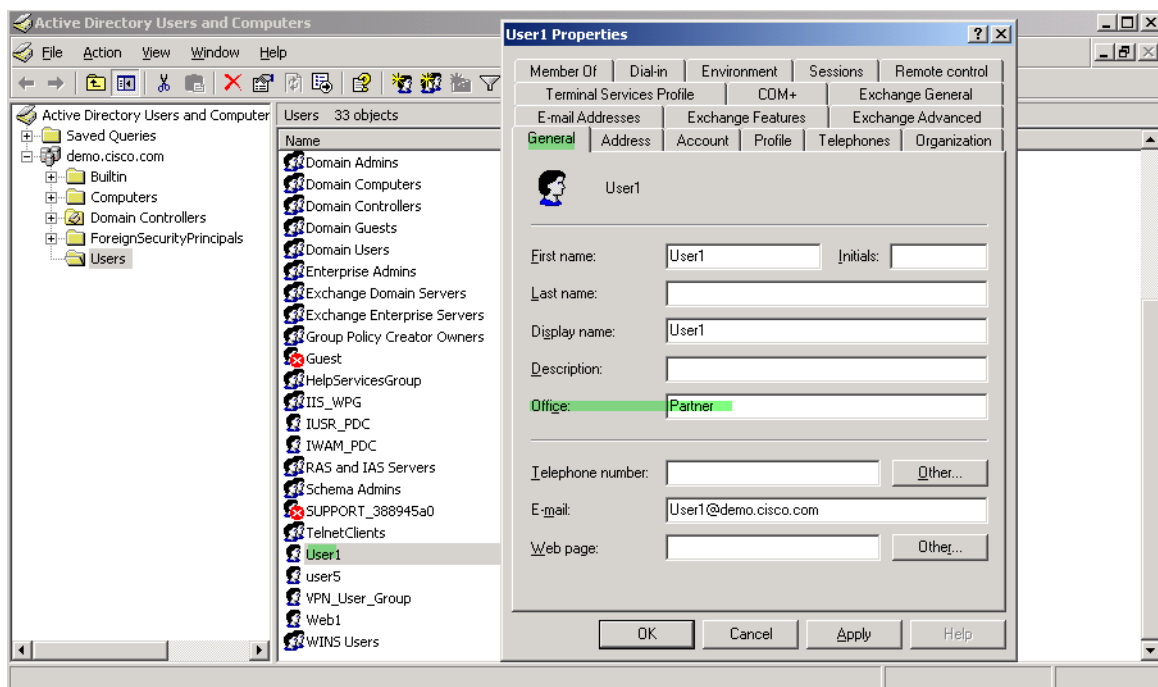 Active Directory Users and Computers
File Action View Window Help
Active Directory Users and Computer
Saved Queries
demo.cisco.com
Builtin
Computers
Domain Controllers
ForeignSecurityPrincipals
Users
Users 33 objects
Name
Domain Admins
Domain Computers
Domain Controllers
Domain Guests
Domain Users
Enterprise Admins
Exchange Domain Servers
Exchange Enterprise Servers
Group Policy Creator Owners
Guest
HelpServicesGroup
IIS_WPG
IUSR_PDC
IWAM_PDC
RAS and IAS Servers
Schema Admins
SUPPORT_388945a0
TelnetClients
User1
user5
VPN_User_Group
Web1
WINS Users
User1 Properties
Member Of Dial-in Environment Sessions Remote control
Terminal Services Profile COM+ Exchange General
E-mail Addresses Exchange Features Exchange Advanced
General Address Account Profile Telephones Organization
User1
First name: User1 Initials:
Last name:
Display name: User1
Description:
Office: Partner
Telephone number: Other...
E-mail: User1@demo.cisco.com
Web page: Other...
OK Cancel Apply Help